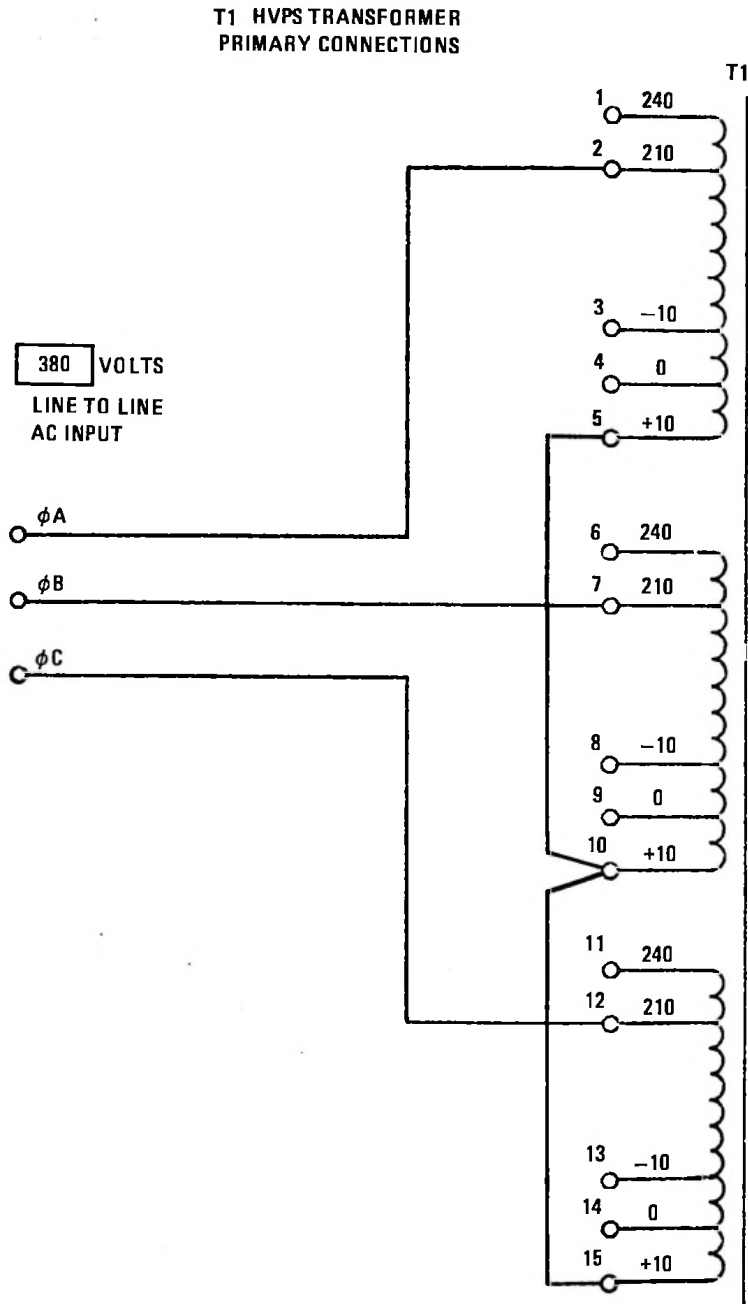 T1 HVPS TRANSFORMER
PRIMARY CONNECTIONS
T1
1 240
2 210
3 −10
4 0
5 +10
380 VOLTS
LINE TO LINE
AC INPUT
ϕA
ϕB
ϕC
6 240
7 210
8 −10
9 0
10 +10
11 240
12 210
13 −10
14 0
15 +10